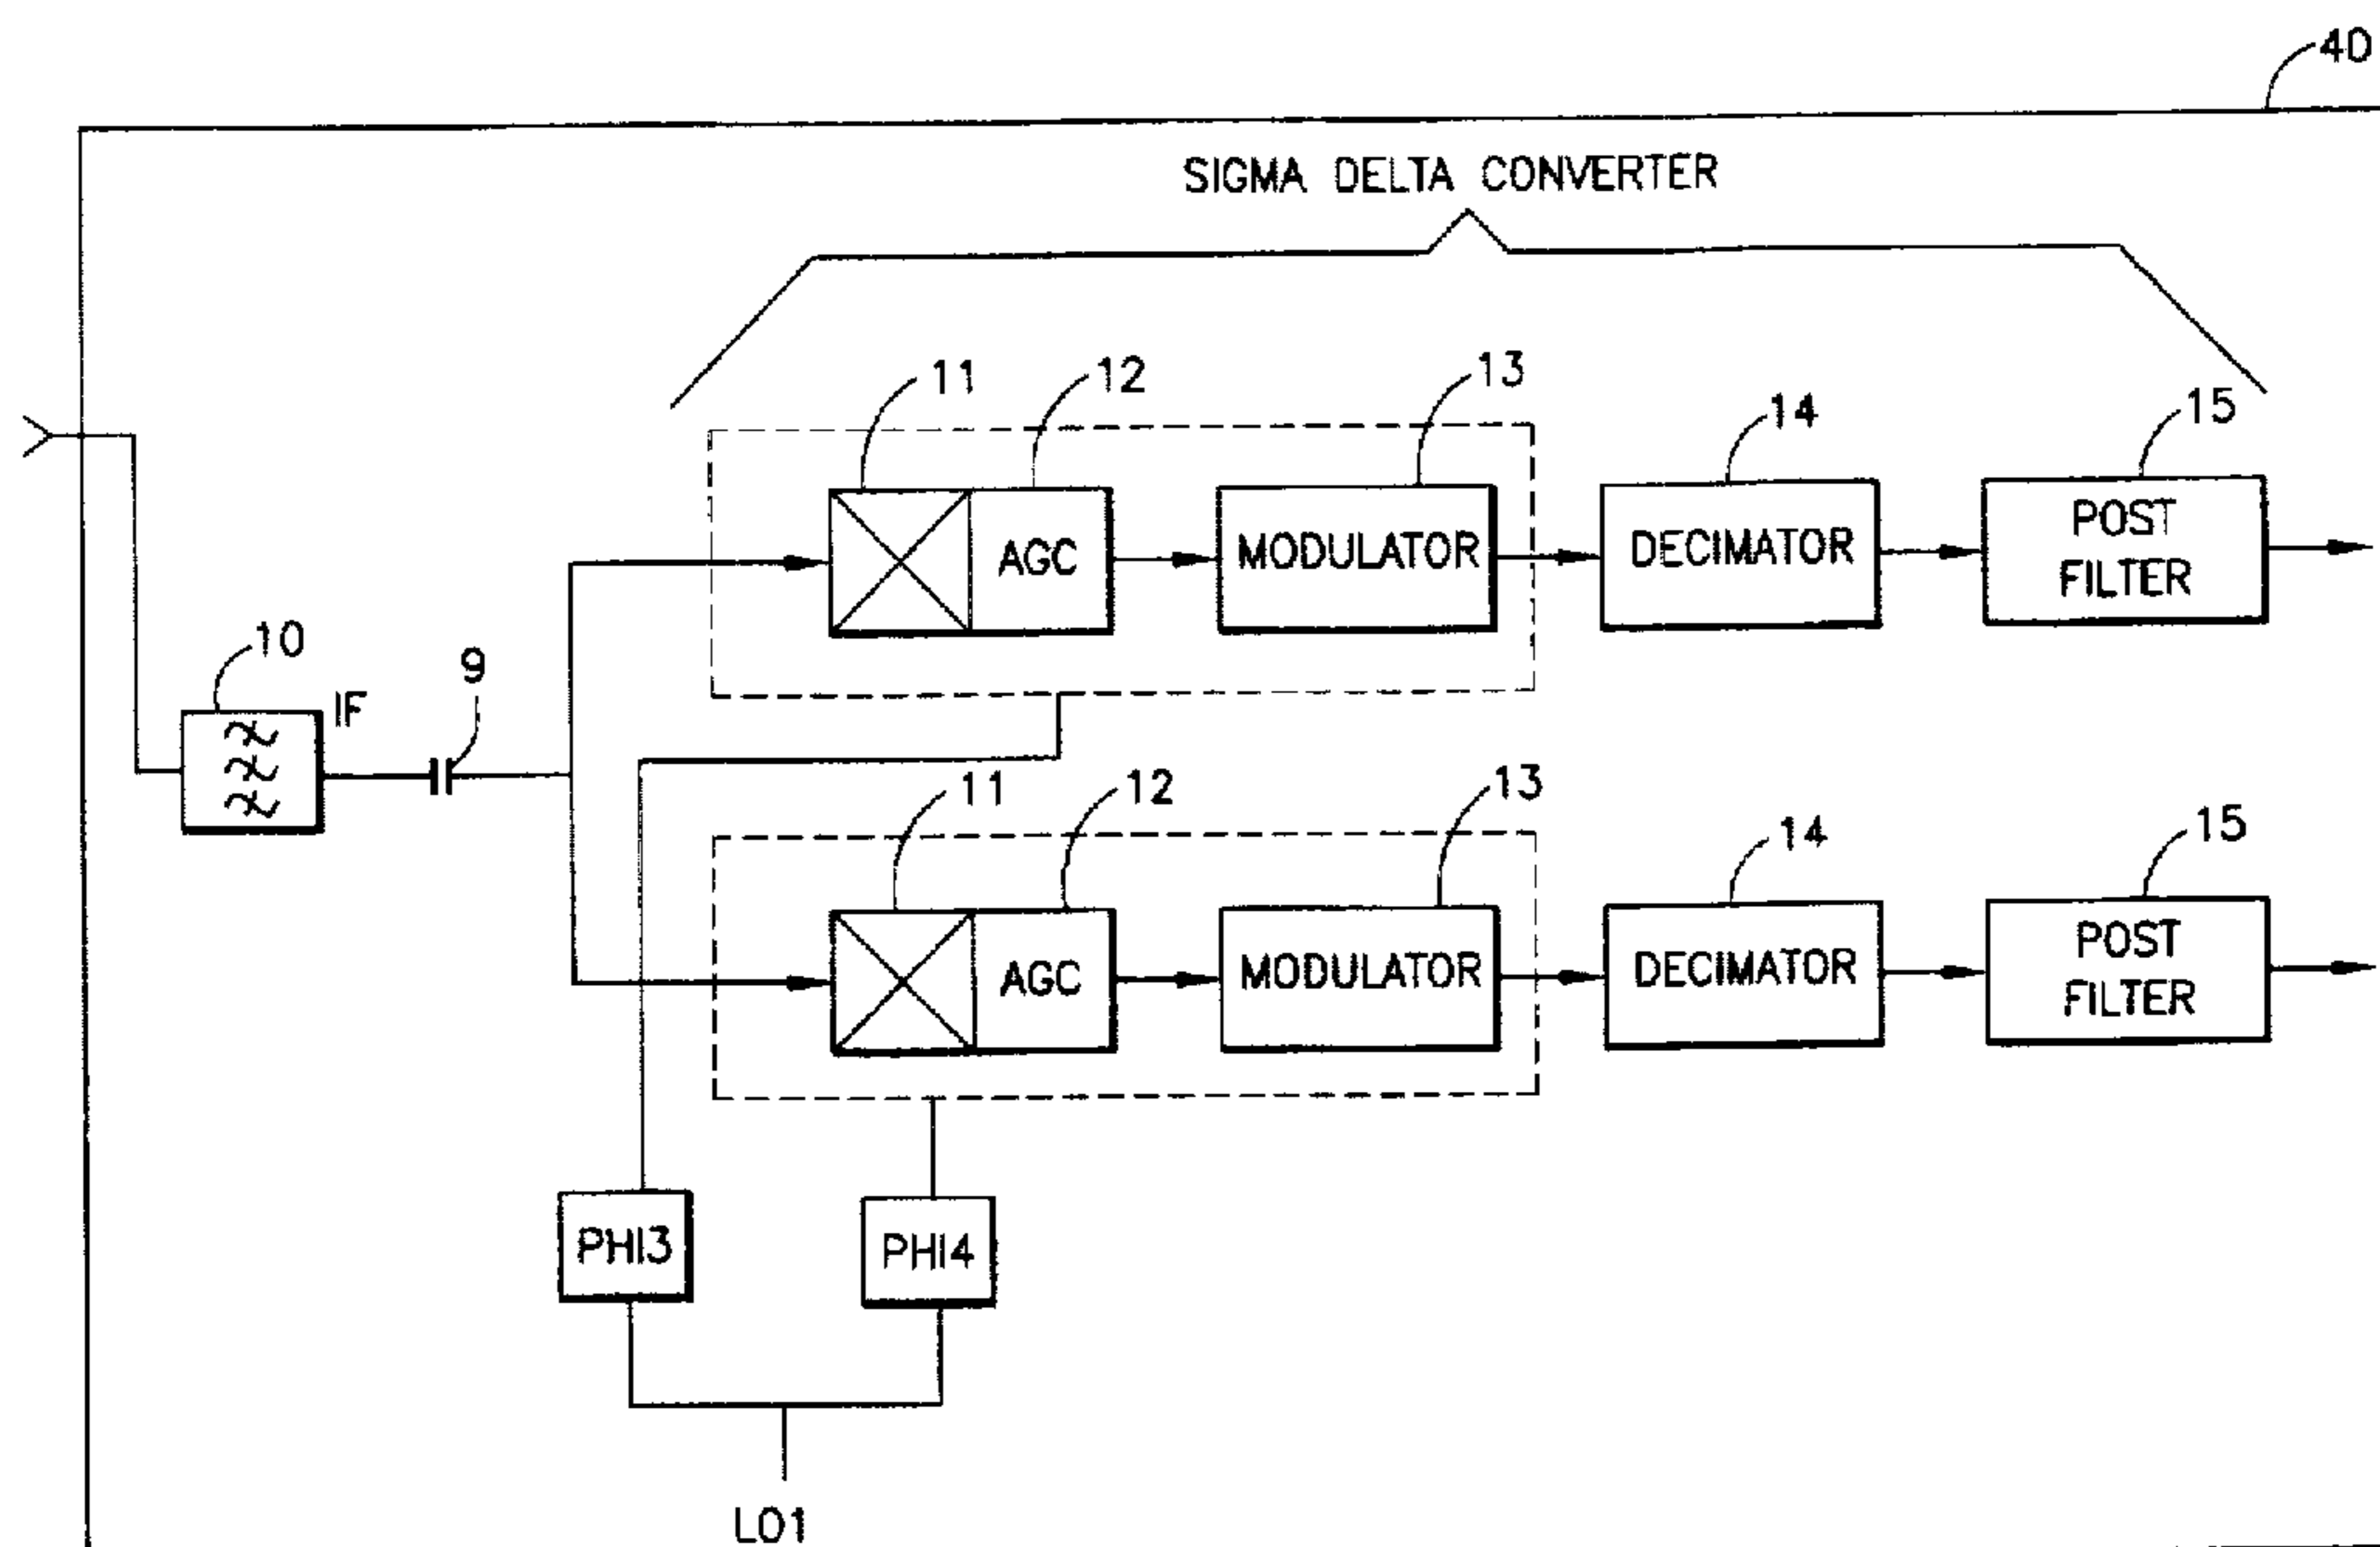 40
SIGMA DELTA CONVERTER
11
12
13
14
15
AGC
MODULATOR
DECIMATOR
POST
FILTER
10
IF
9
11
12
13
14
15
AGC
MODULATOR
DECIMATOR
POST
FILTER
PHI3
PHI4
LO1